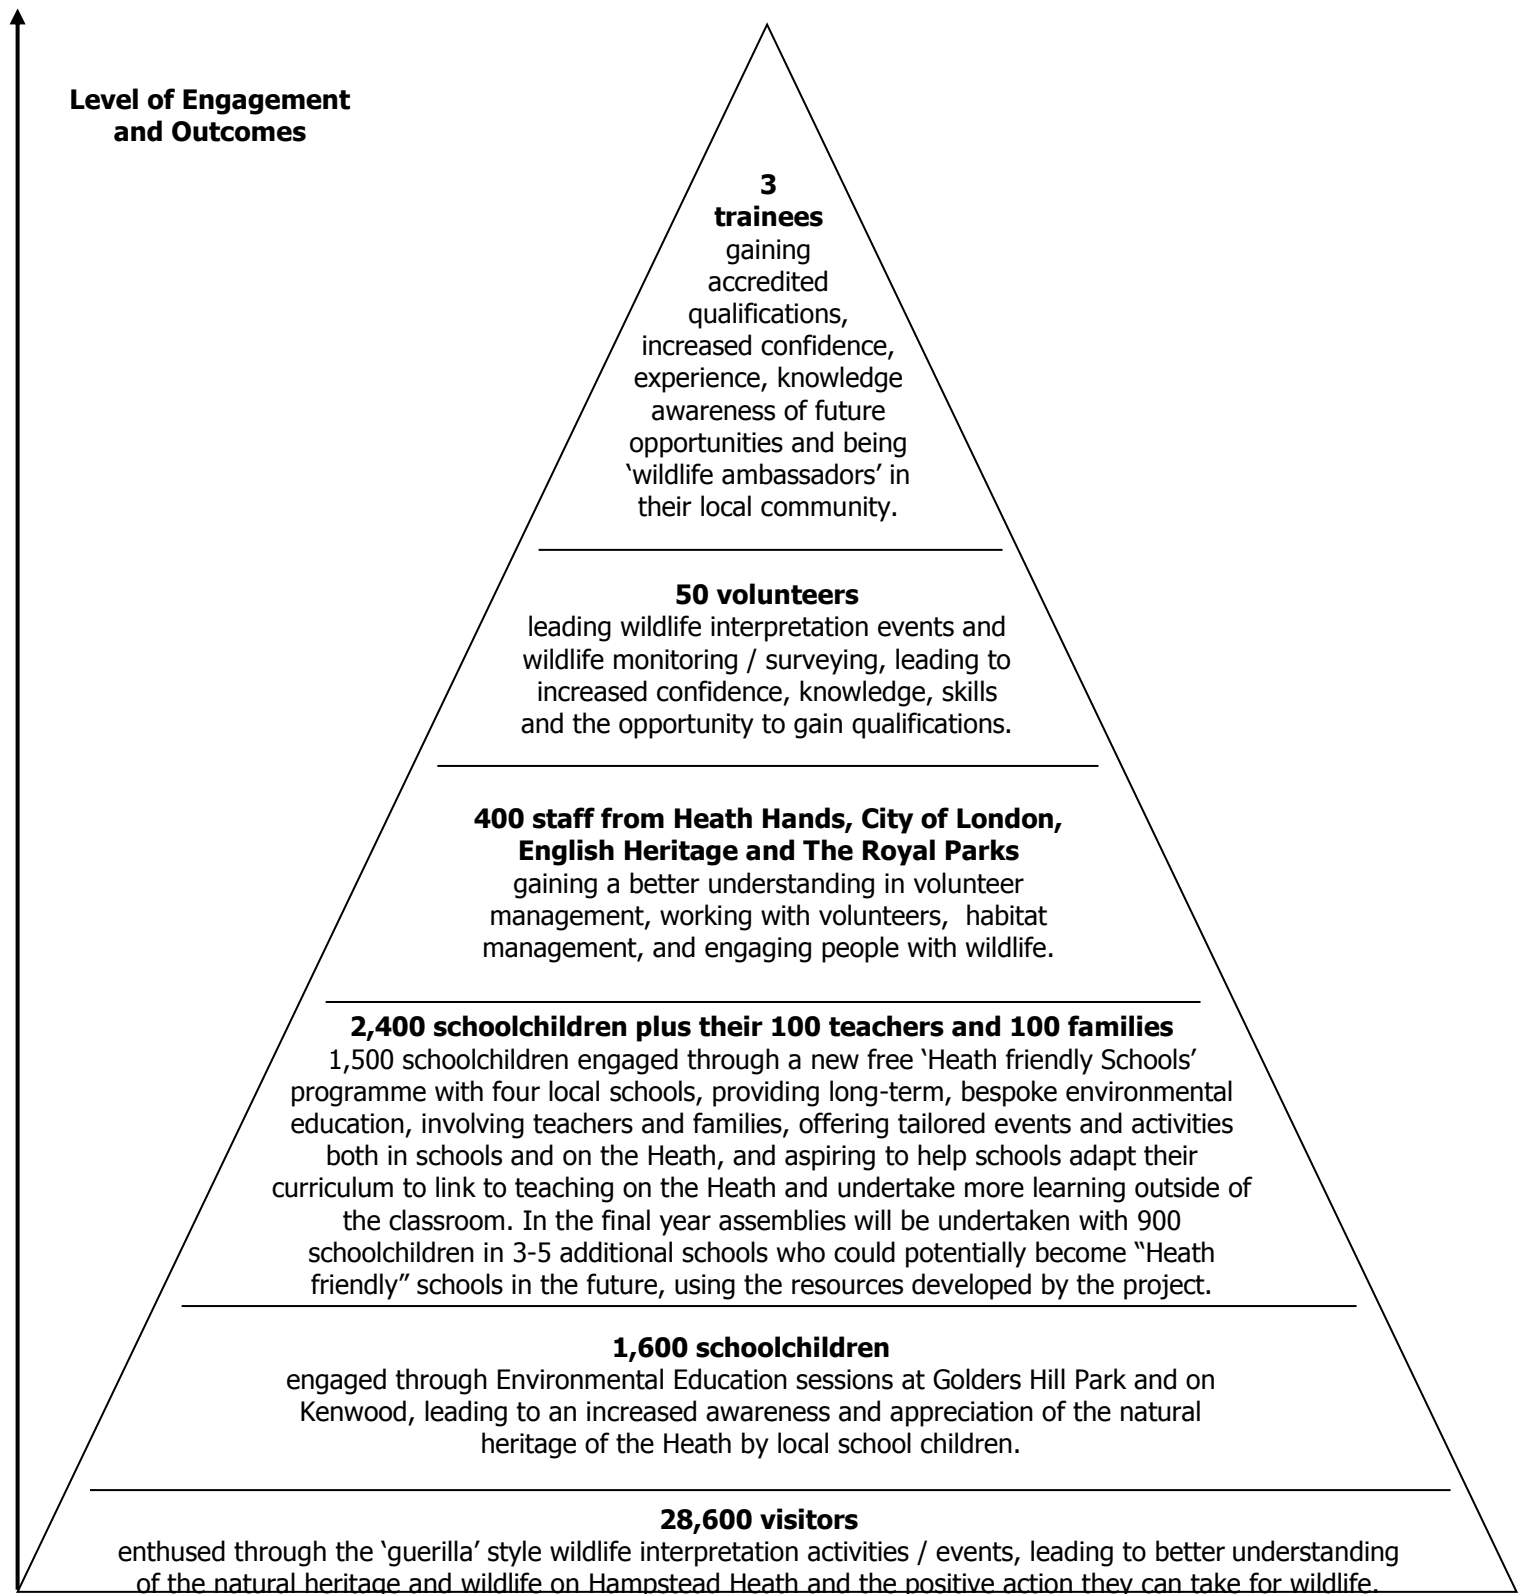 Level of Engagement
and Outcomes
3
trainees
gaining
accredited
qualifications,
increased confidence,
experience, knowledge
awareness of future
opportunities and being
‘wildlife ambassadors’ in
their local community.
50 volunteers
leading wildlife interpretation events and
wildlife monitoring / surveying, leading to
increased confidence, knowledge, skills
and the opportunity to gain qualifications.
400 staff from Heath Hands, City of London,
English Heritage and The Royal Parks
gaining a better understanding in volunteer
management, working with volunteers,  habitat
management, and engaging people with wildlife.
2,400 schoolchildren plus their 100 teachers and 100 families
1,500 schoolchildren engaged through a new free ‘Heath friendly Schools’
programme with four local schools, providing long-term, bespoke environmental
education, involving teachers and families, offering tailored events and activities
both in schools and on the Heath, and aspiring to help schools adapt their
curriculum to link to teaching on the Heath and undertake more learning outside of
the classroom. In the final year assemblies will be undertaken with 900
schoolchildren in 3-5 additional schools who could potentially become “Heath
friendly” schools in the future, using the resources developed by the project.
1,600 schoolchildren
engaged through Environmental Education sessions at Golders Hill Park and on
Kenwood, leading to an increased awareness and appreciation of the natural
heritage of the Heath by local school children.
28,600 visitors
enthused through the ‘guerilla’ style wildlife interpretation activities / events, leading to better understanding
of the natural heritage and wildlife on Hampstead Heath and the positive action they can take for wildlife.